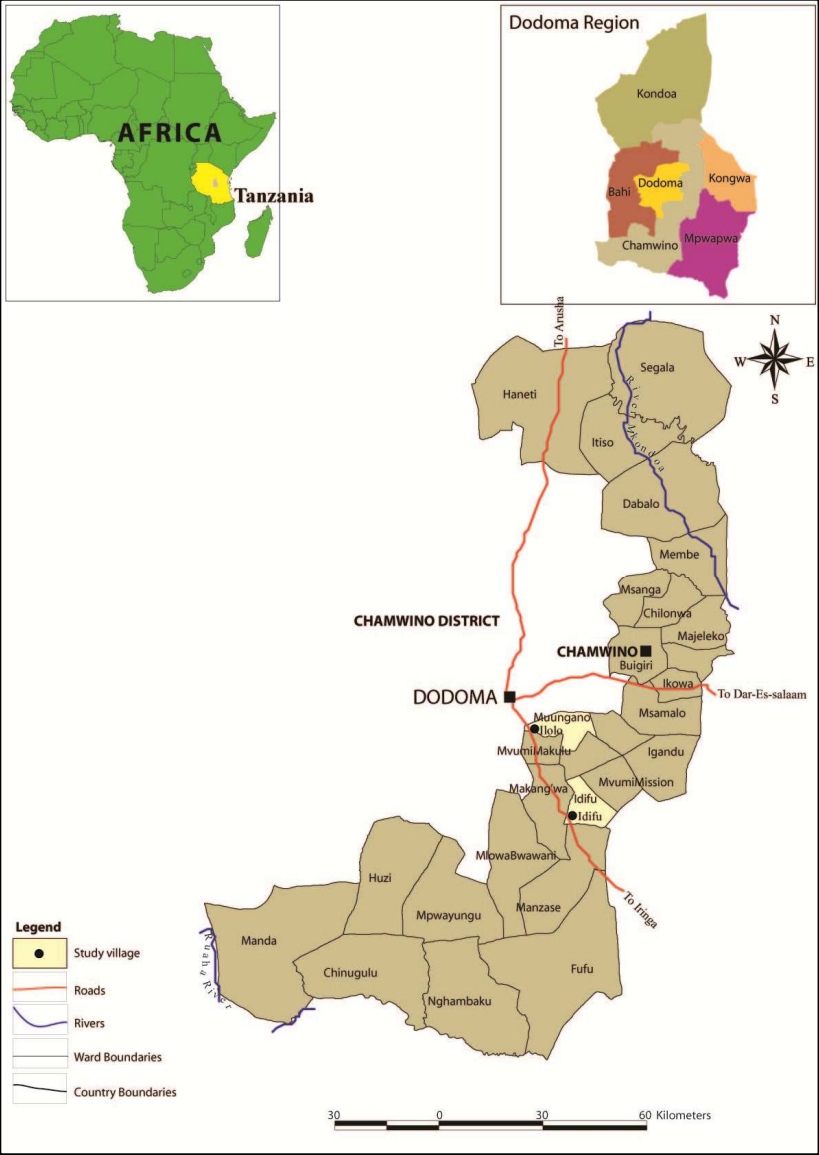 AFRICA
Tanzania
Dodoma Region
Kondoa
Bahi
Dodoma
Kongwa
Chamwino
Mpwapwa
N
W
E
S
To Arusha
Haneti
Segala
River Mkondoa
Itiso
Dabalo
Membe
Msanga
Chilonwa
CHAMWINO DISTRICT
Majeleko
CHAMWINO
Buigiri
Ikowa
DODOMA
To Dar-Es-salaam
Msamalo
Muungano
Ilolo
MvumiMakulu
Igandu
MvumiMission
Makang'wa
Idifu
Idifu
MlowaBwawani
Huzi
To Iringa
Manzase
Mpwayungu
Manda
Chinugulu
Fufu
Nghambaku
Ruaha River
Legend
Study village
Roads
Rivers
Ward Boundaries
Country Boundaries
30 0 30 60 Kilometers